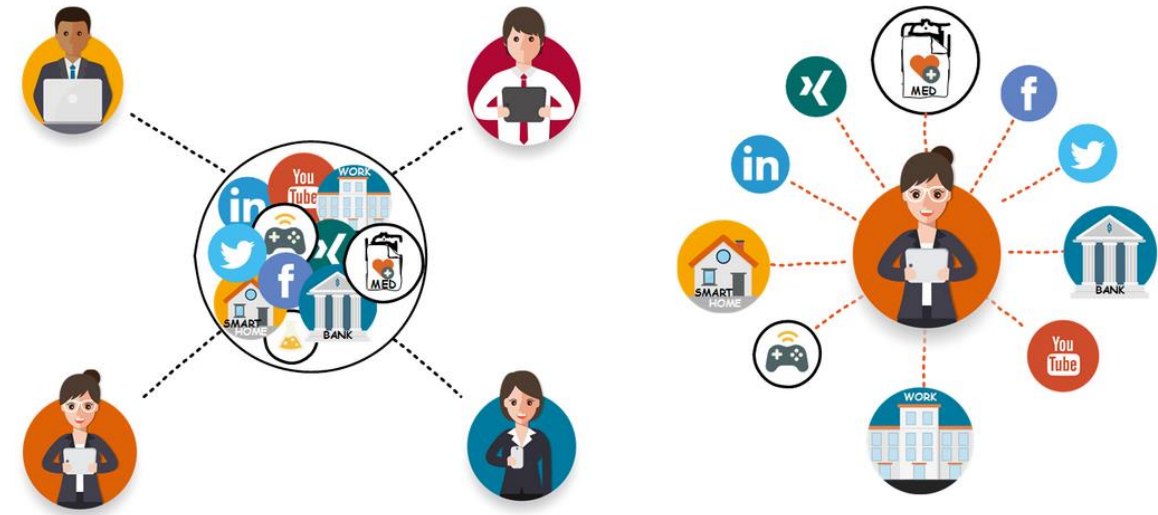 You
Tube
WORK
in
f
MED
SMART
HOME
BANK
MED
f
in
SMART
HOME
$
BANK
You
Tube
WORK